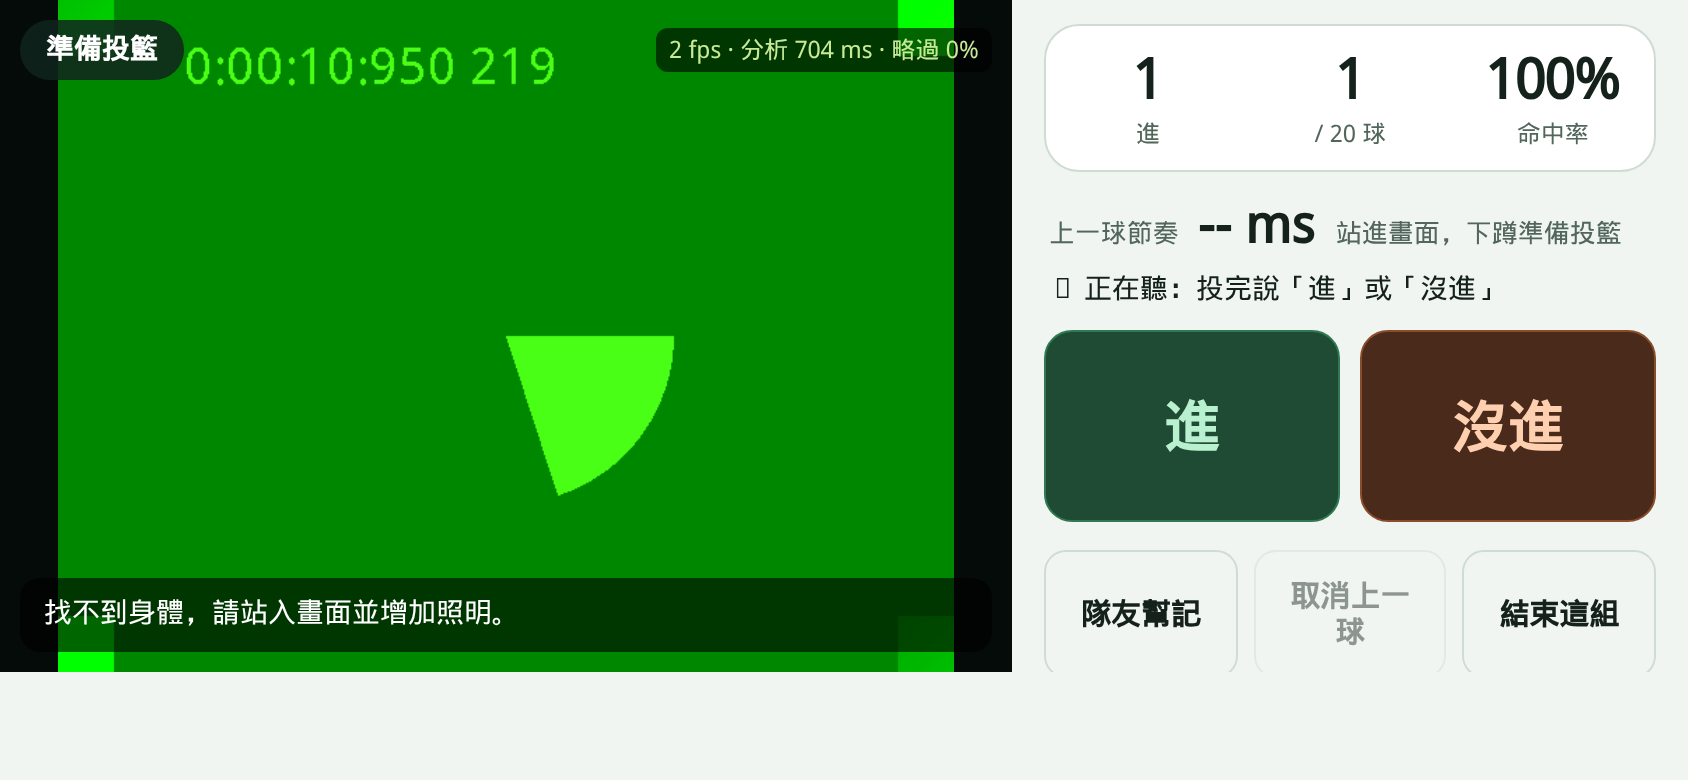 準備投籃
0:00:10:950 219
2 fps · 分析 704 ms · 略過 0%
找不到身體，請站入畫面並增加照明。
1
進
1
/ 20 球
100%
命中率
上一球節奏 -- ms 站進畫面，下蹲準備投籃
正在聽：投完說「進」或「沒進」
進
沒進
隊友幫記
取消上一
球
結束這組